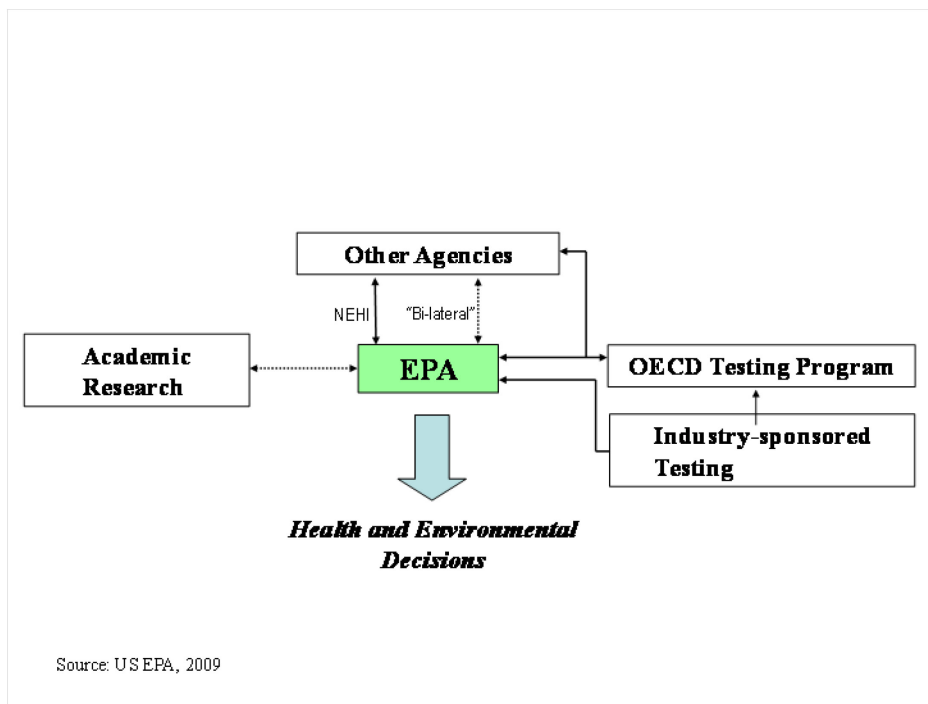 Other Agencies
NEHI
"Bi-lateral"
Academic
Research
EPA
OECD Testing Program
Industry-sponsored
Testing
Health and Environmental
Decisions
Source: US EPA, 2009